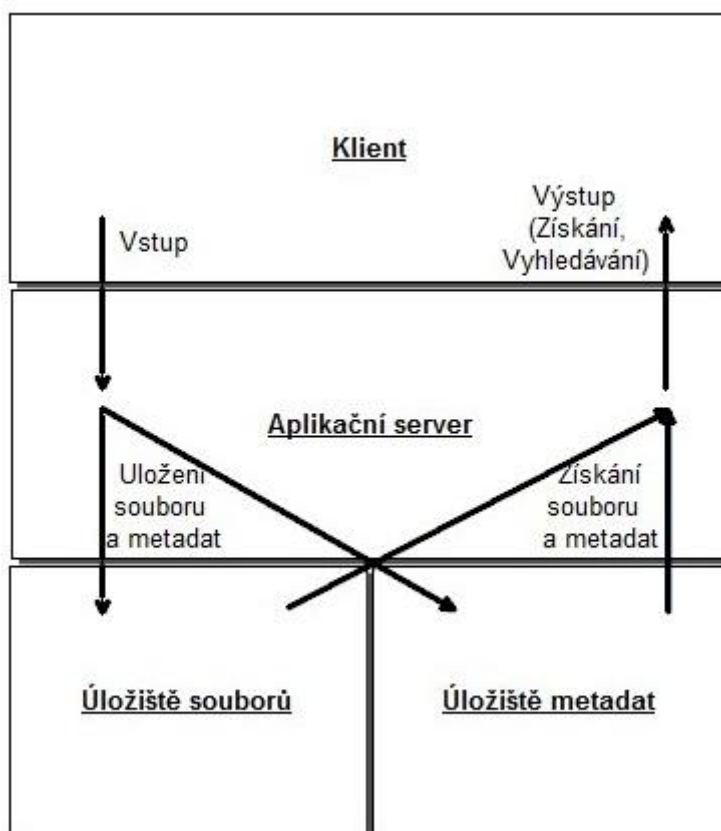 Klient
Vstup
Výstup
(Získání,
Vyhledávání)
Aplikační server
Uložení
souboru
a metadat
Získání
souboru
a metadat
Úložiště souborů
Úložiště metadat